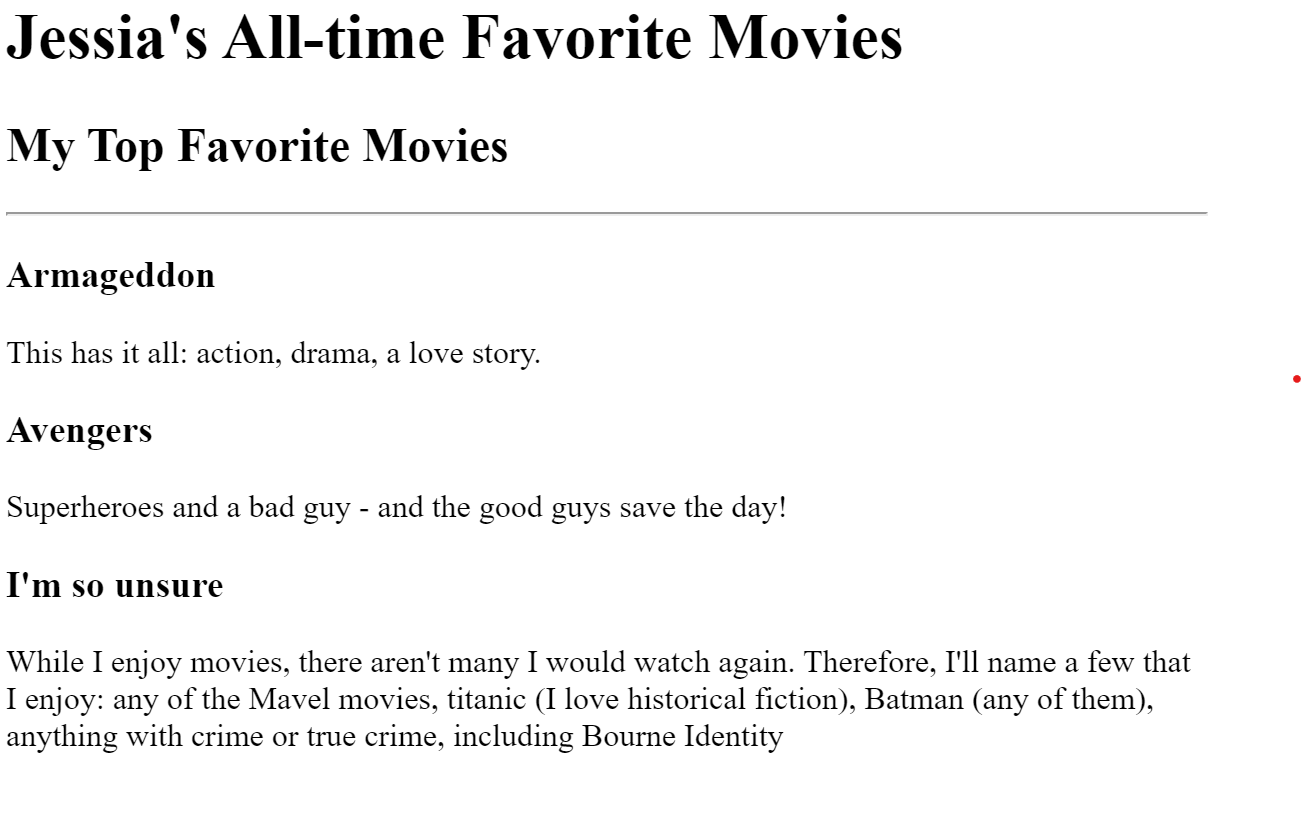 Jessia's All-time Favorite Movies
My Top Favorite Movies
Armageddon
This has it all: action, drama, a love story.
Avengers
Superheroes and a bad guy - and the good guys save the day!
I'm so unsure
While I enjoy movies, there aren't many I would watch again. Therefore, I'll name a few that
I enjoy: any of the Mavel movies, titanic (I love historical fiction), Batman (any of them),
anything with crime or true crime, including Bourne Identity